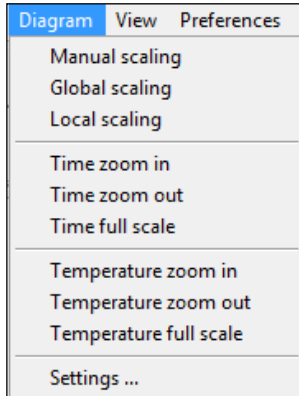 Diagram View Preferences
Manual scaling
Global scaling
Local scaling
Time zoom in
Time zoom out
Time full scale
Temperature zoom in
Temperature zoom out
Temperature full scale
Settings ...